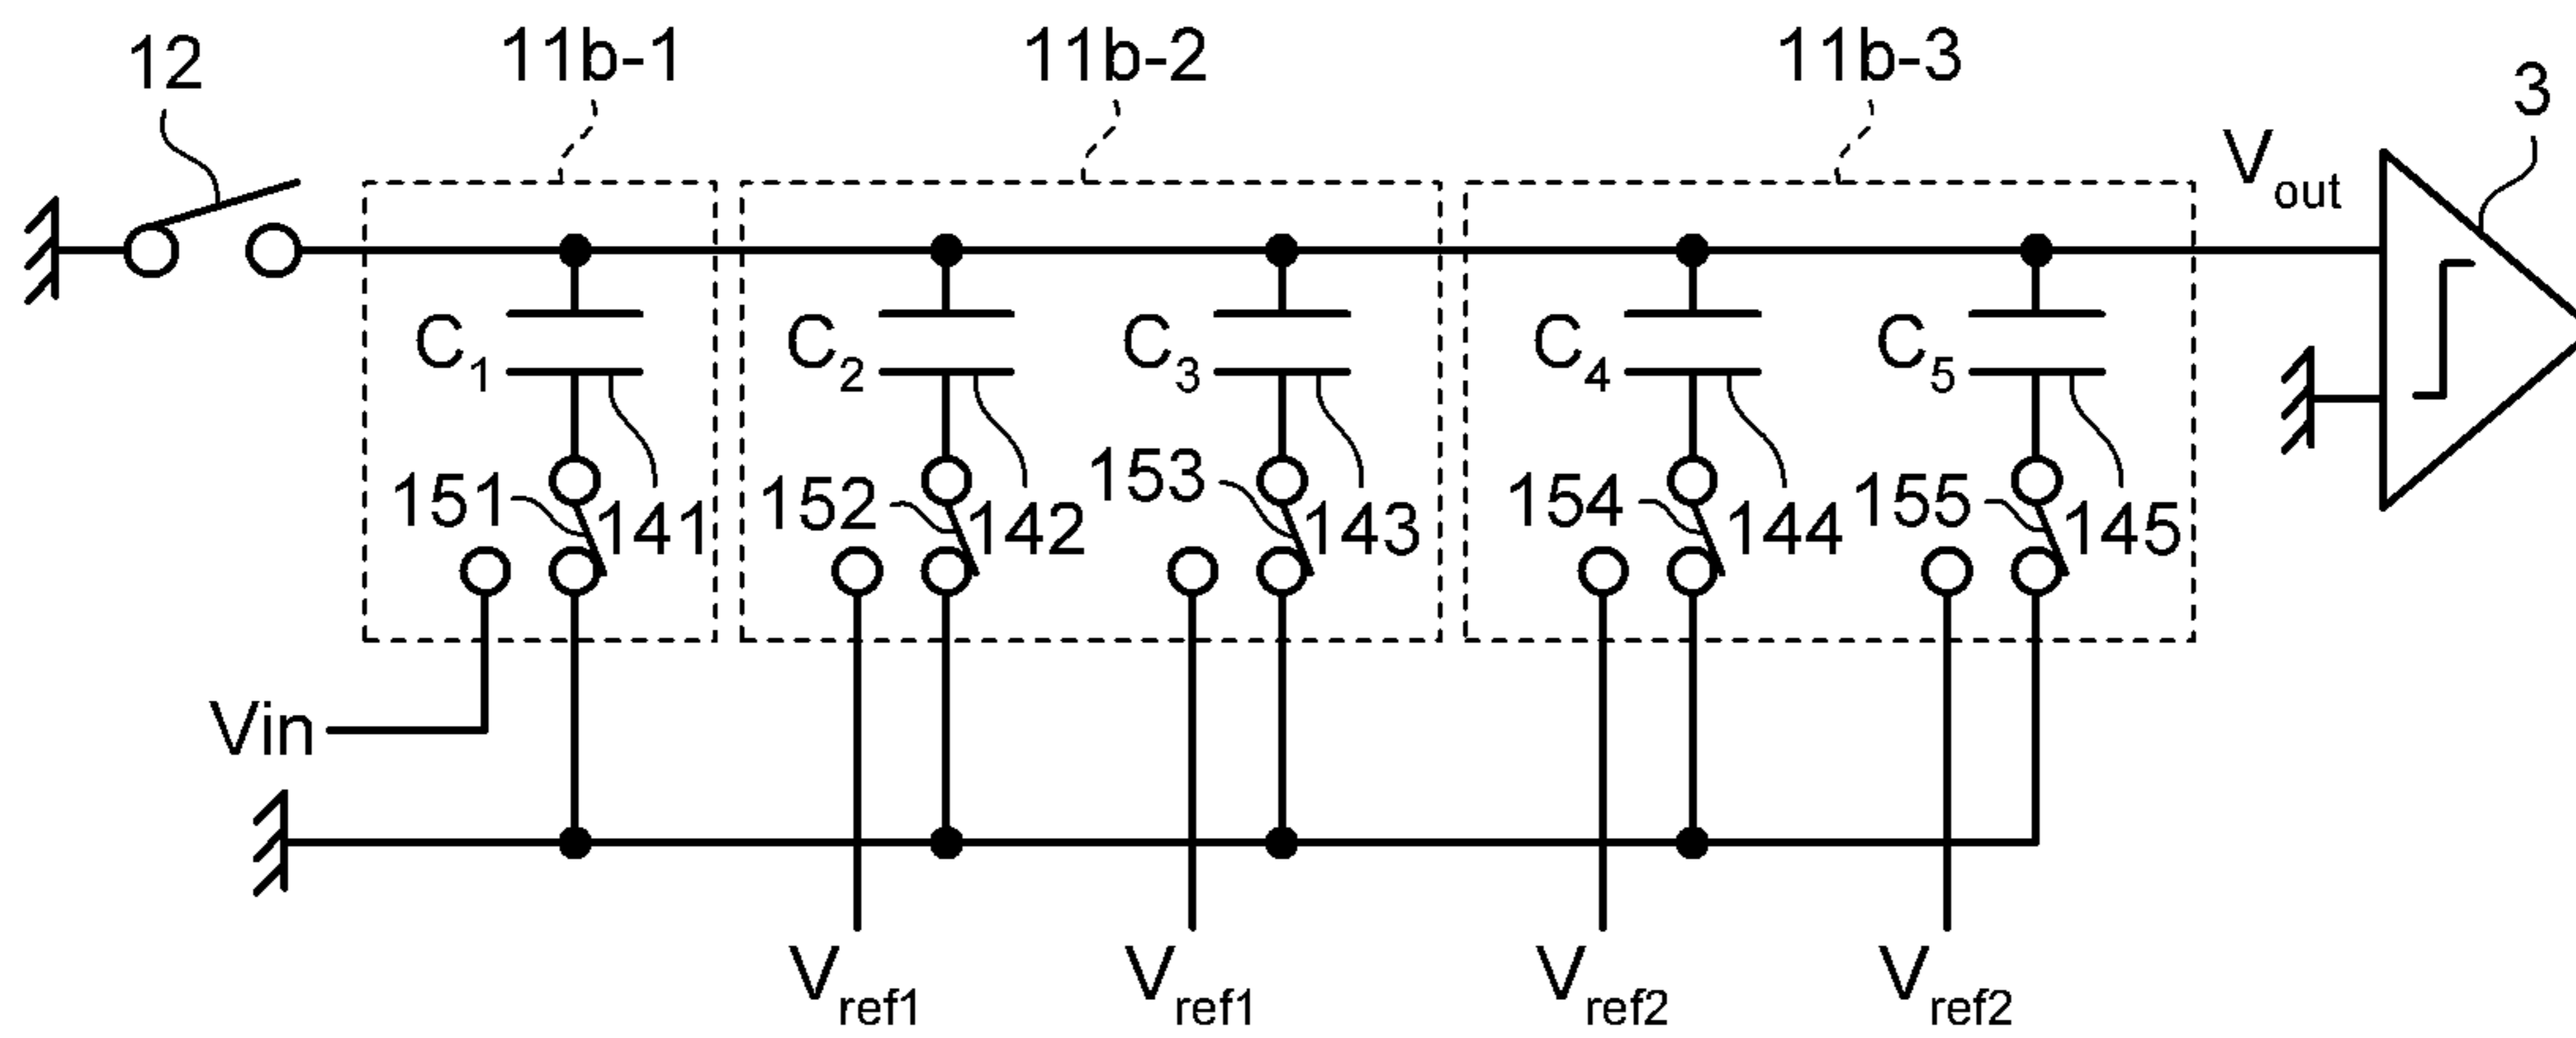 12 11b-1 11b-2 11b-3 3
Vout
C1 C2 C3 C4 C5
151 141 152 142 153 143 154 144 155 145
Vin
Vref1 Vref1 Vref2 Vref2